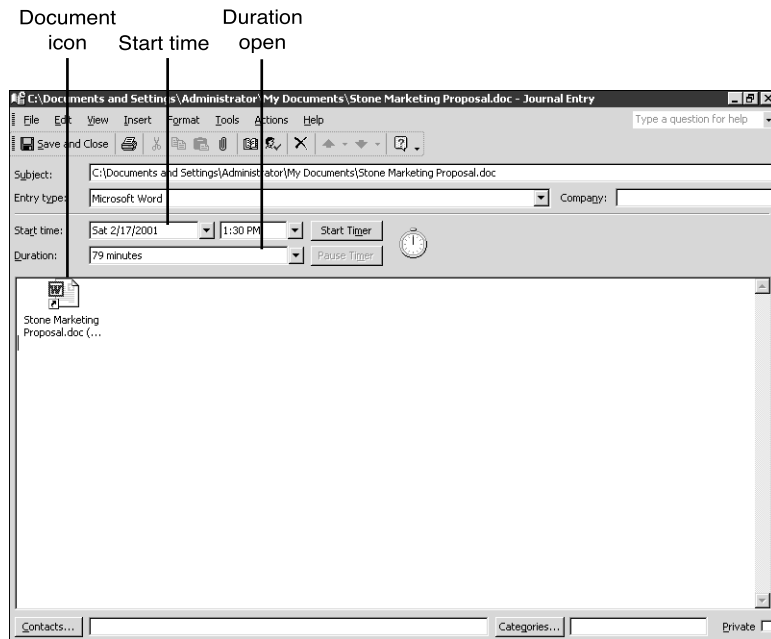 Document icon
Start time
Duration open
C:\Documents and Settings\Administrator\My Documents\Stone Marketing Proposal.doc - Journal Entry
File Edit View Insert Format Tools Actions Help
Type a question for help
Save and Close
Subject: C:\Documents and Settings\Administrator\My Documents\Stone Marketing Proposal.doc
Entry type: Microsoft Word Company:
Start time: Sat 2/17/2001 1:30 PM Start Timer
Duration: 79 minutes Pause Timer
Stone Marketing
Proposal.doc (...
Contacts... Categories... Private